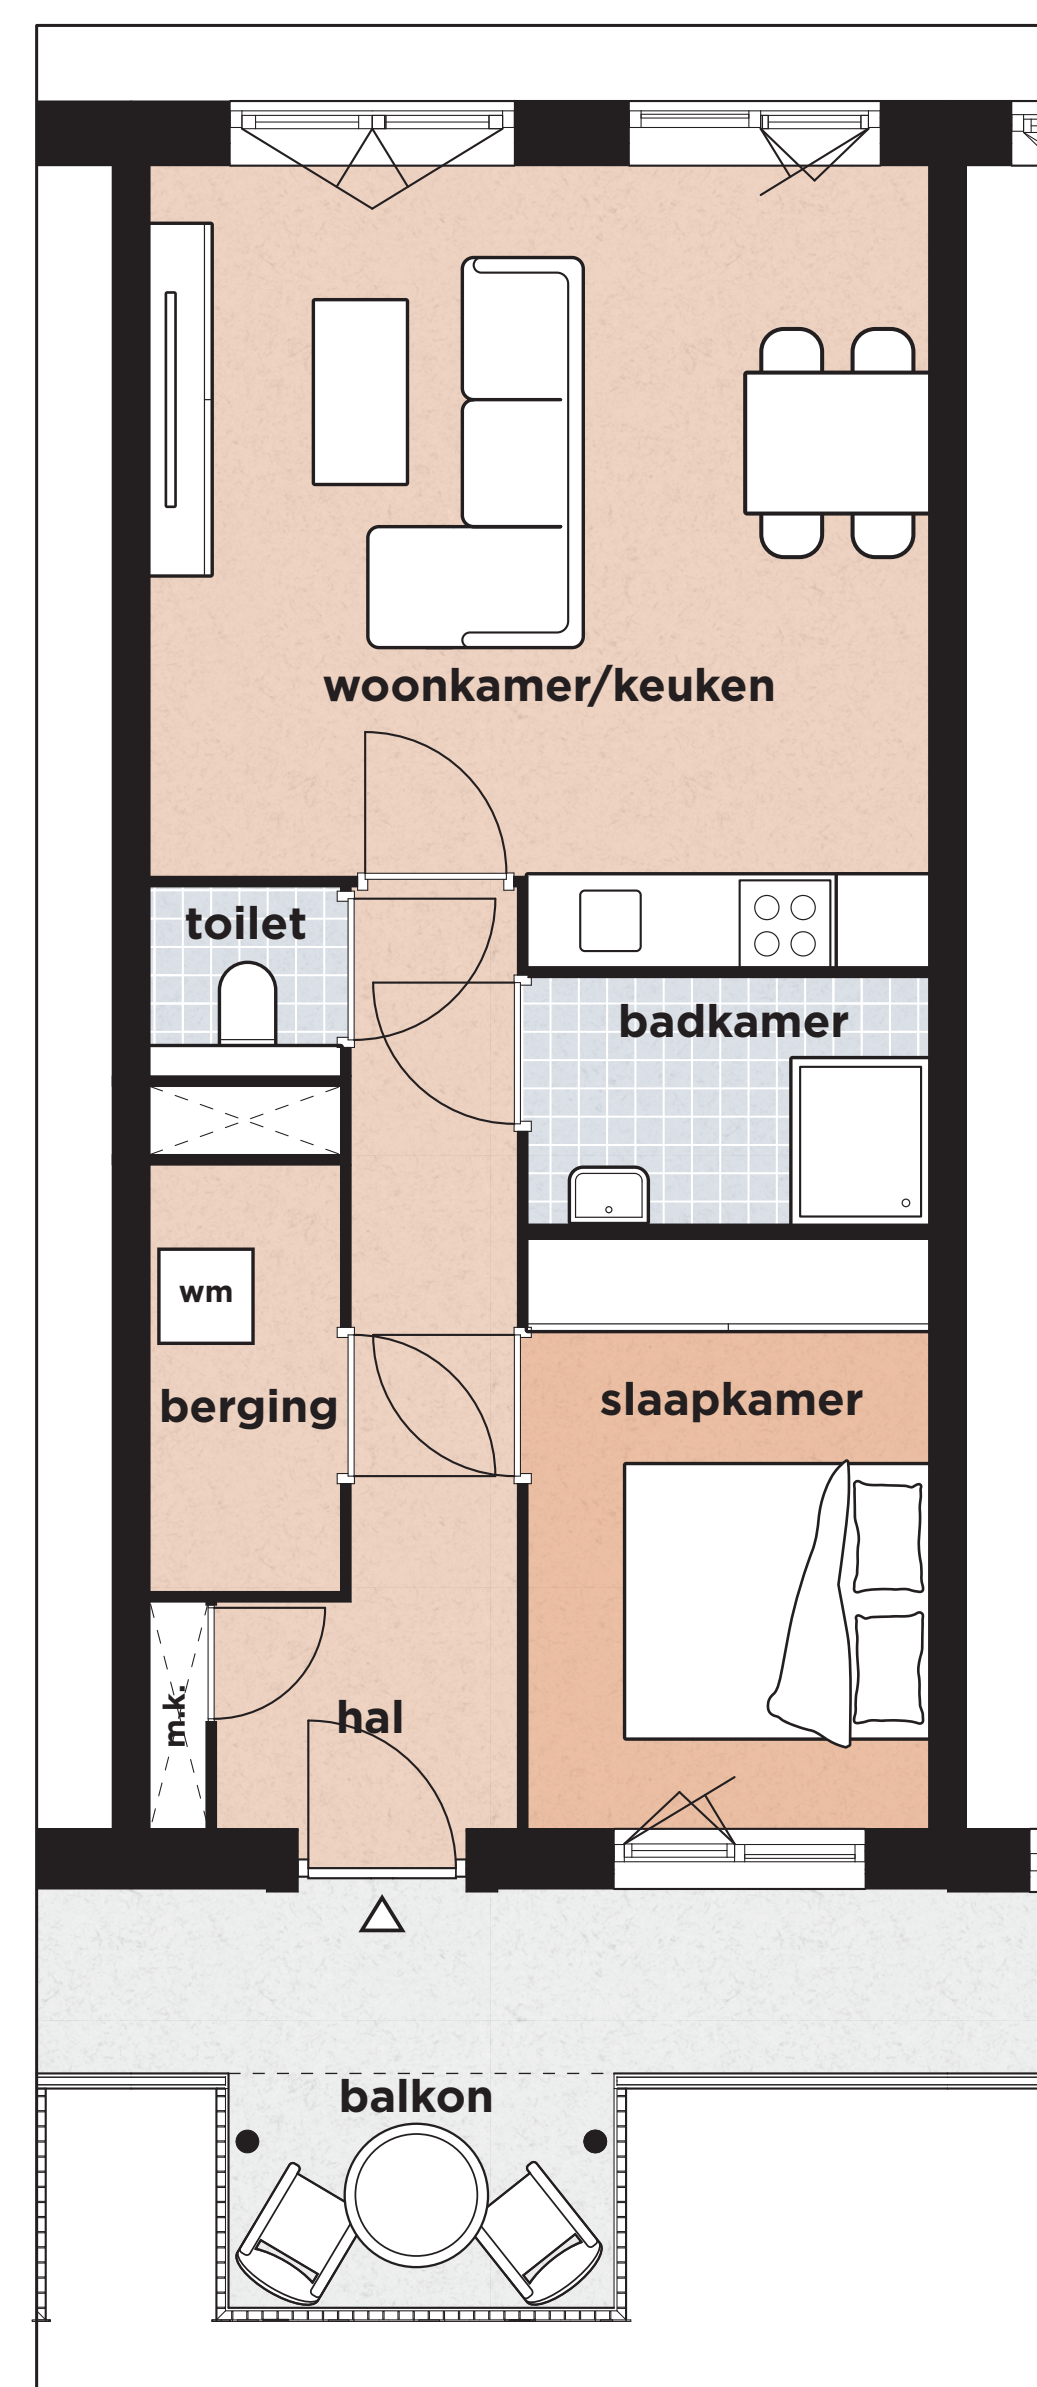 woonkamer/keuken
toilet
badkamer
wm
berging
slaapkamer
m.k.
hal
balkon